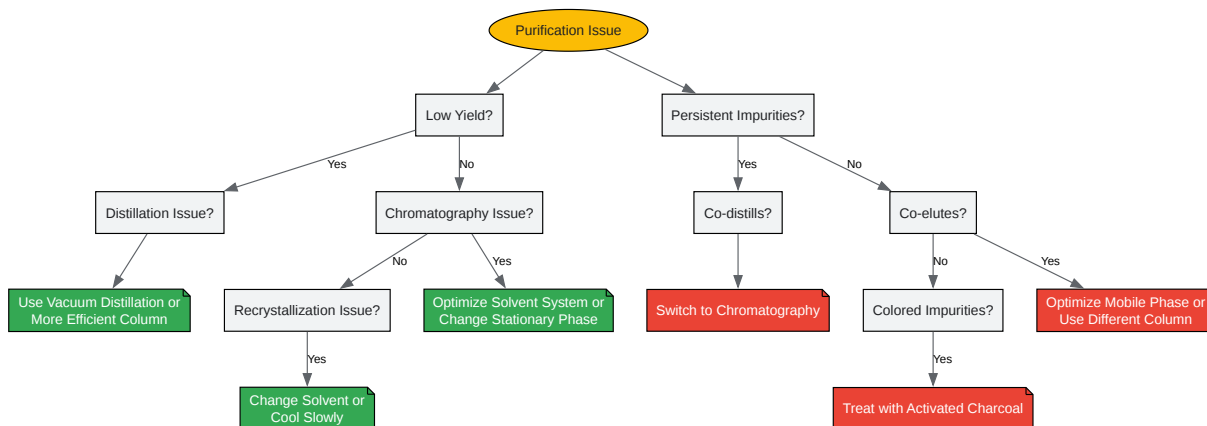 Purification Issue
Low Yield?
Persistent Impurities?
Yes
No
Yes
No
Distillation Issue?
Chromatography Issue?
Co-distills?
Co-elutes?
No
Yes
No
Yes
Use Vacuum Distillation or
More Efficient Column
Recrystallization Issue?
Optimize Solvent System or
Change Stationary Phase
Switch to Chromatography
Colored Impurities?
Optimize Mobile Phase or
Use Different Column
Yes
Yes
Change Solvent or
Cool Slowly
Treat with Activated Charcoal